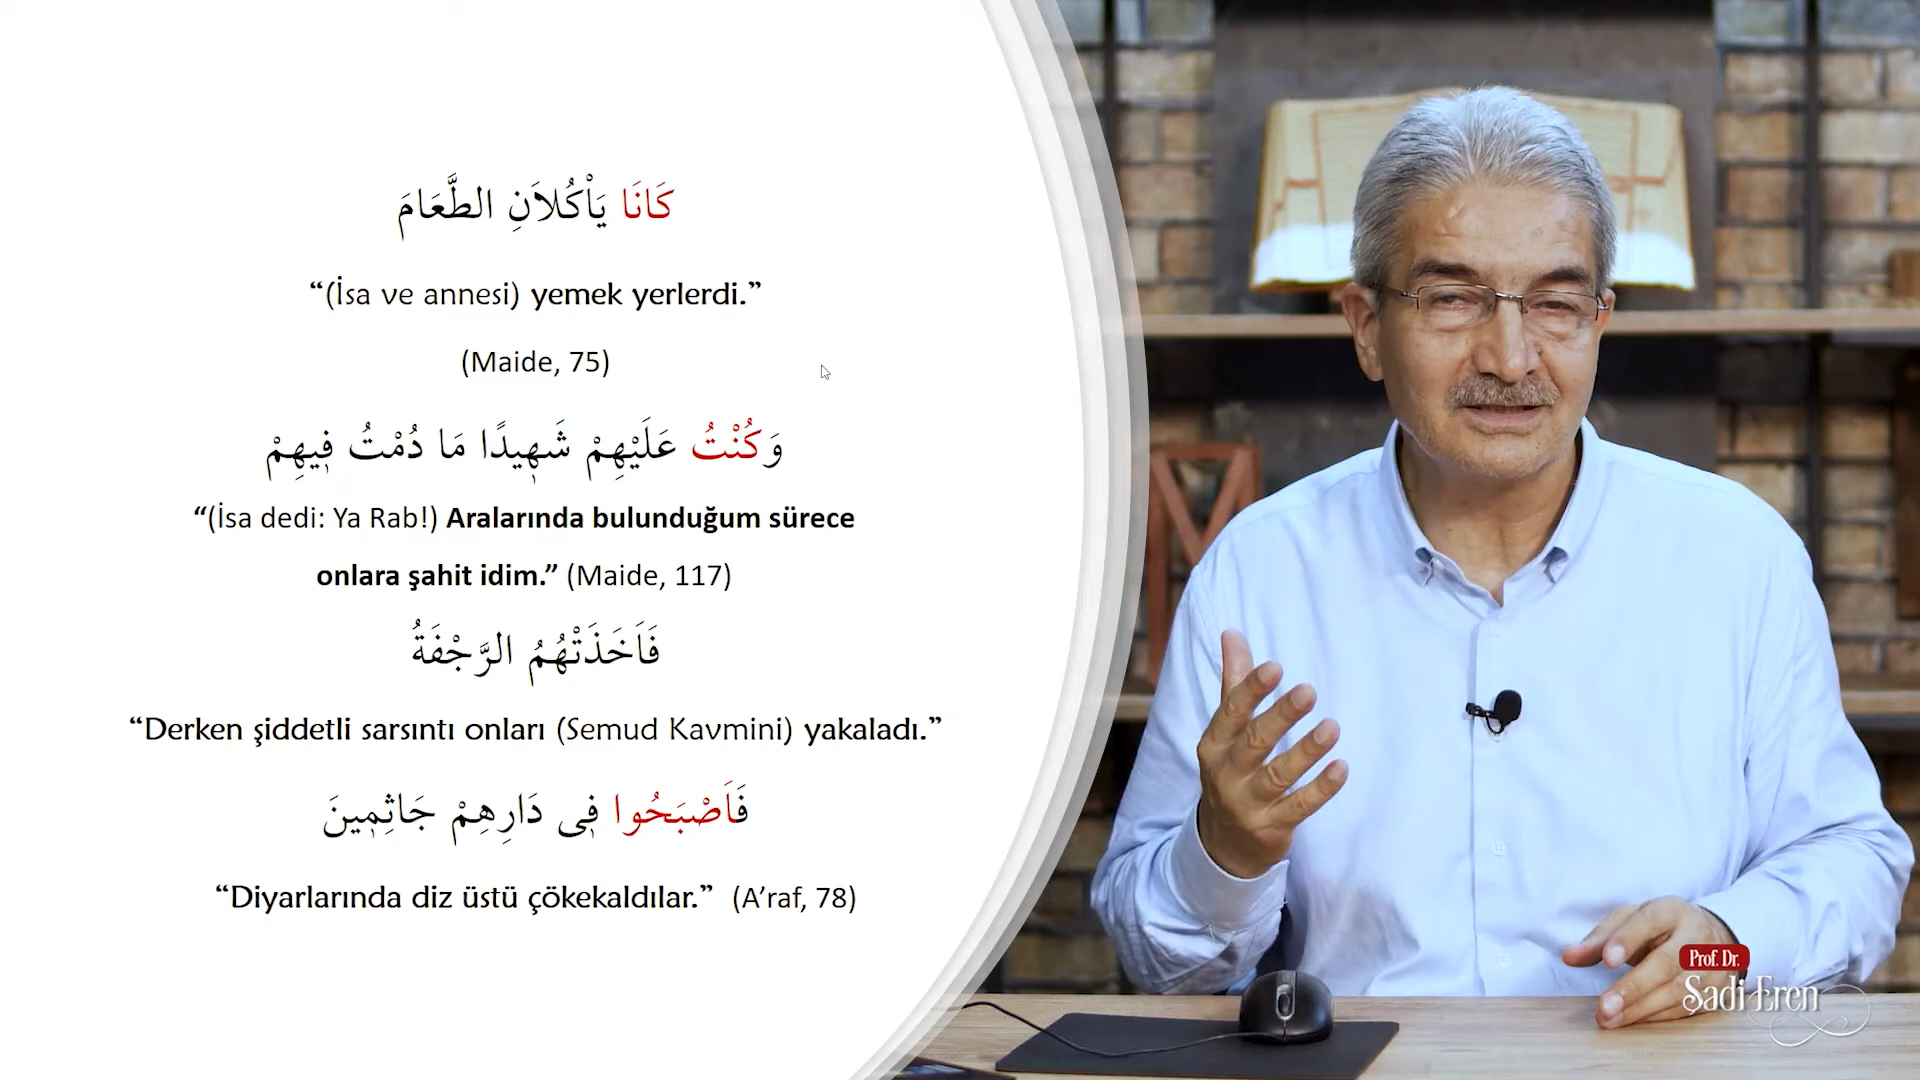 كَانَا يَأْكُلاَنِ الطَّعَامَ
“(İsa ve annesi) yemek yerlerdi.”
(Maide, 75)
وَكُنْتُ عَلَيْهِمْ شَهِيدًا مَا دُمْتُ فِيهِمْ
“(İsa dedi: Ya Rab!) Aralarında bulunduğum sürece
onlara şahit idim.” (Maide, 117)
فَاَخَذَتْهُمُ الرَّجْفَةُ
“Derken şiddetli sarsıntı onları (Semud Kavmini) yakaladı.”
فَاَصْبَحُوا فِى دَارِهِمْ جَاثِمِينَ
“Diyarlarında diz üstü çökekaldılar.” (A’raf, 78)
Prof. Dr.
Şadi Eren